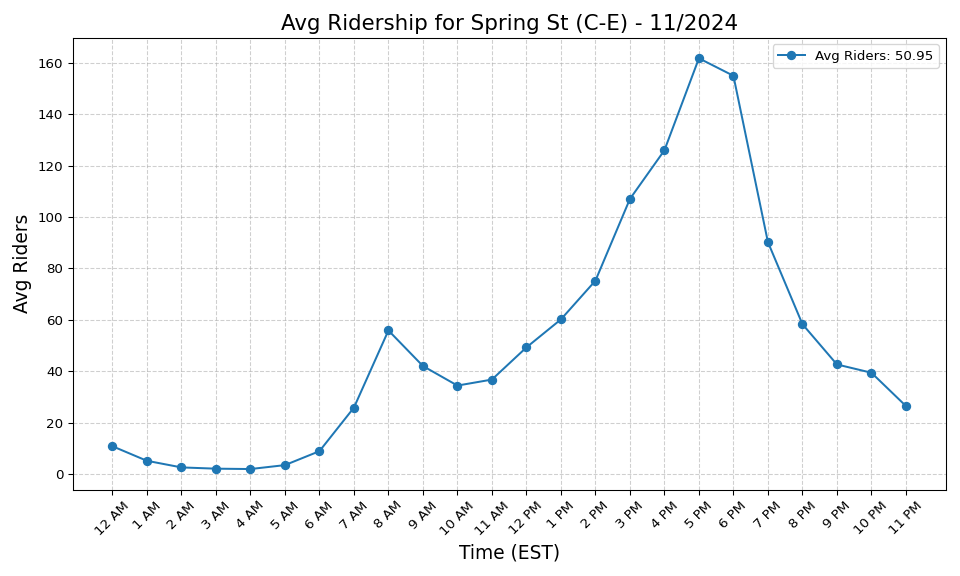 Avg Ridership for Spring St (C-E) - 11/2024
Avg Riders: 50.95
Avg Riders
160
140
120
100
80
60
40
20
0
12 AM
1 AM
2 AM
3 AM
4 AM
5 AM
6 AM
7 AM
8 AM
9 AM
10 AM
11 AM
12 PM
1 PM
2 PM
3 PM
4 PM
5 PM
6 PM
7 PM
8 PM
9 PM
10 PM
11 PM
Time (EST)